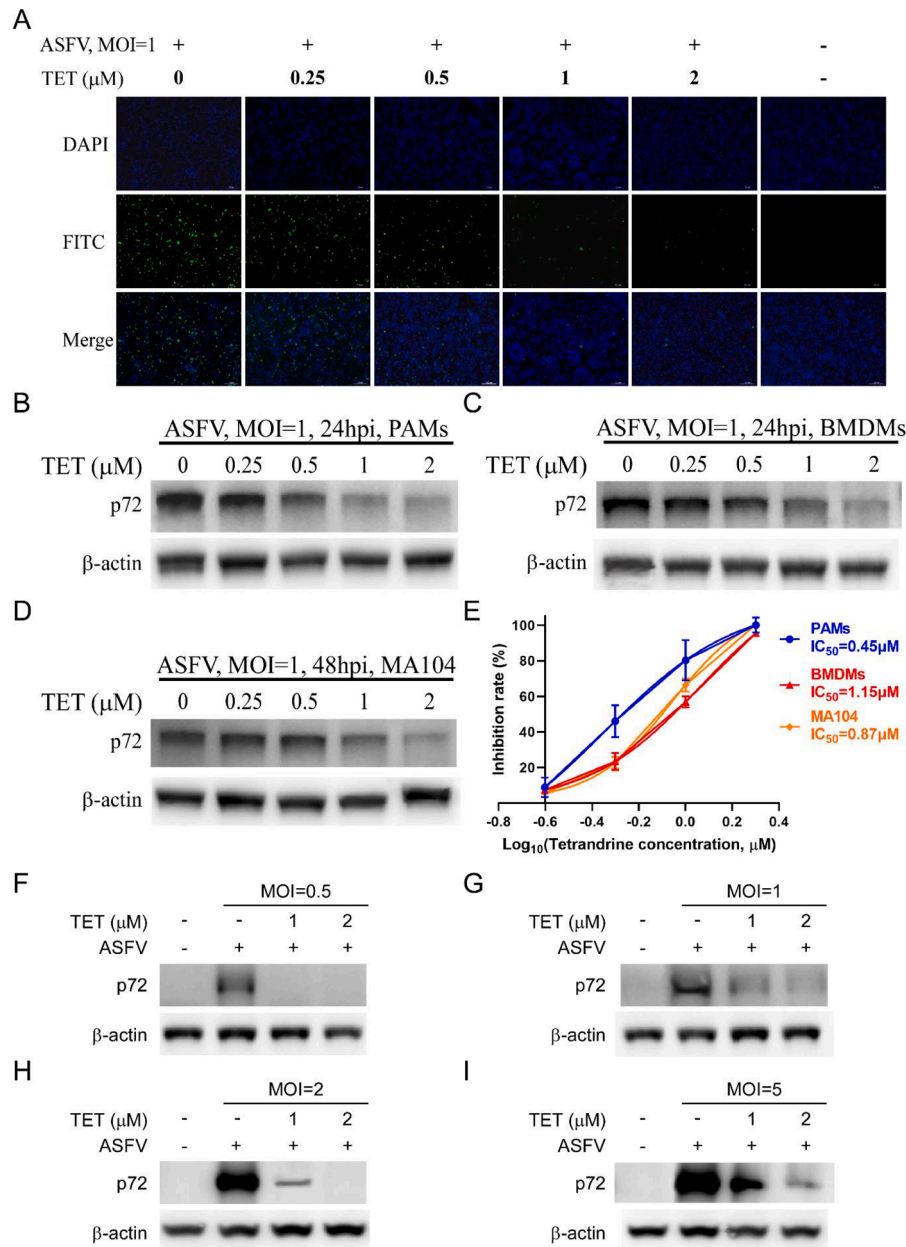 A
ASFV, MOI=1 + + + + + -
TET (μM) 0 0.25 0.5 1 2 -
DAPI
FITC
Merge
B
ASFV, MOI=1, 24hpi, PAMs
TET (μM) 0 0.25 0.5 1 2
p72
β-actin
C
ASFV, MOI=1, 24hpi, BMDMs
TET (μM) 0 0.25 0.5 1 2
p72
β-actin
D
ASFV, MOI=1, 48hpi, MA104
TET (μM) 0 0.25 0.5 1 2
p72
β-actin
E
Inhibition rate (%)
100
80
60
40
20
-0.8 -0.6 -0.4 -0.2 0.0 0.2 0.4
Log10(Tetrandrine concentration, μM)
PAMs
IC50=0.45μM
BMDMs
IC50=1.15μM
MA104
IC50=0.87μM
F
MOI=0.5
TET (μM) - - 1 2
ASFV - + + +
p72
β-actin
G
MOI=1
TET (μM) - - 1 2
ASFV - + + +
p72
β-actin
H
MOI=2
TET (μM) - - 1 2
ASFV - + + +
p72
β-actin
I
MOI=5
TET (μM) - - 1 2
ASFV - + + +
p72
β-actin